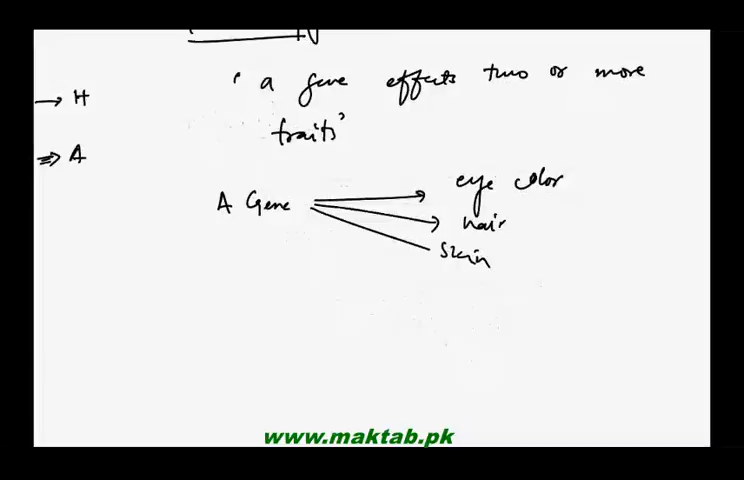 ' a gene effects two or more
traits'
→ H
⇒ A
A Gene
eye color
hair
skin
www.maktab.pk